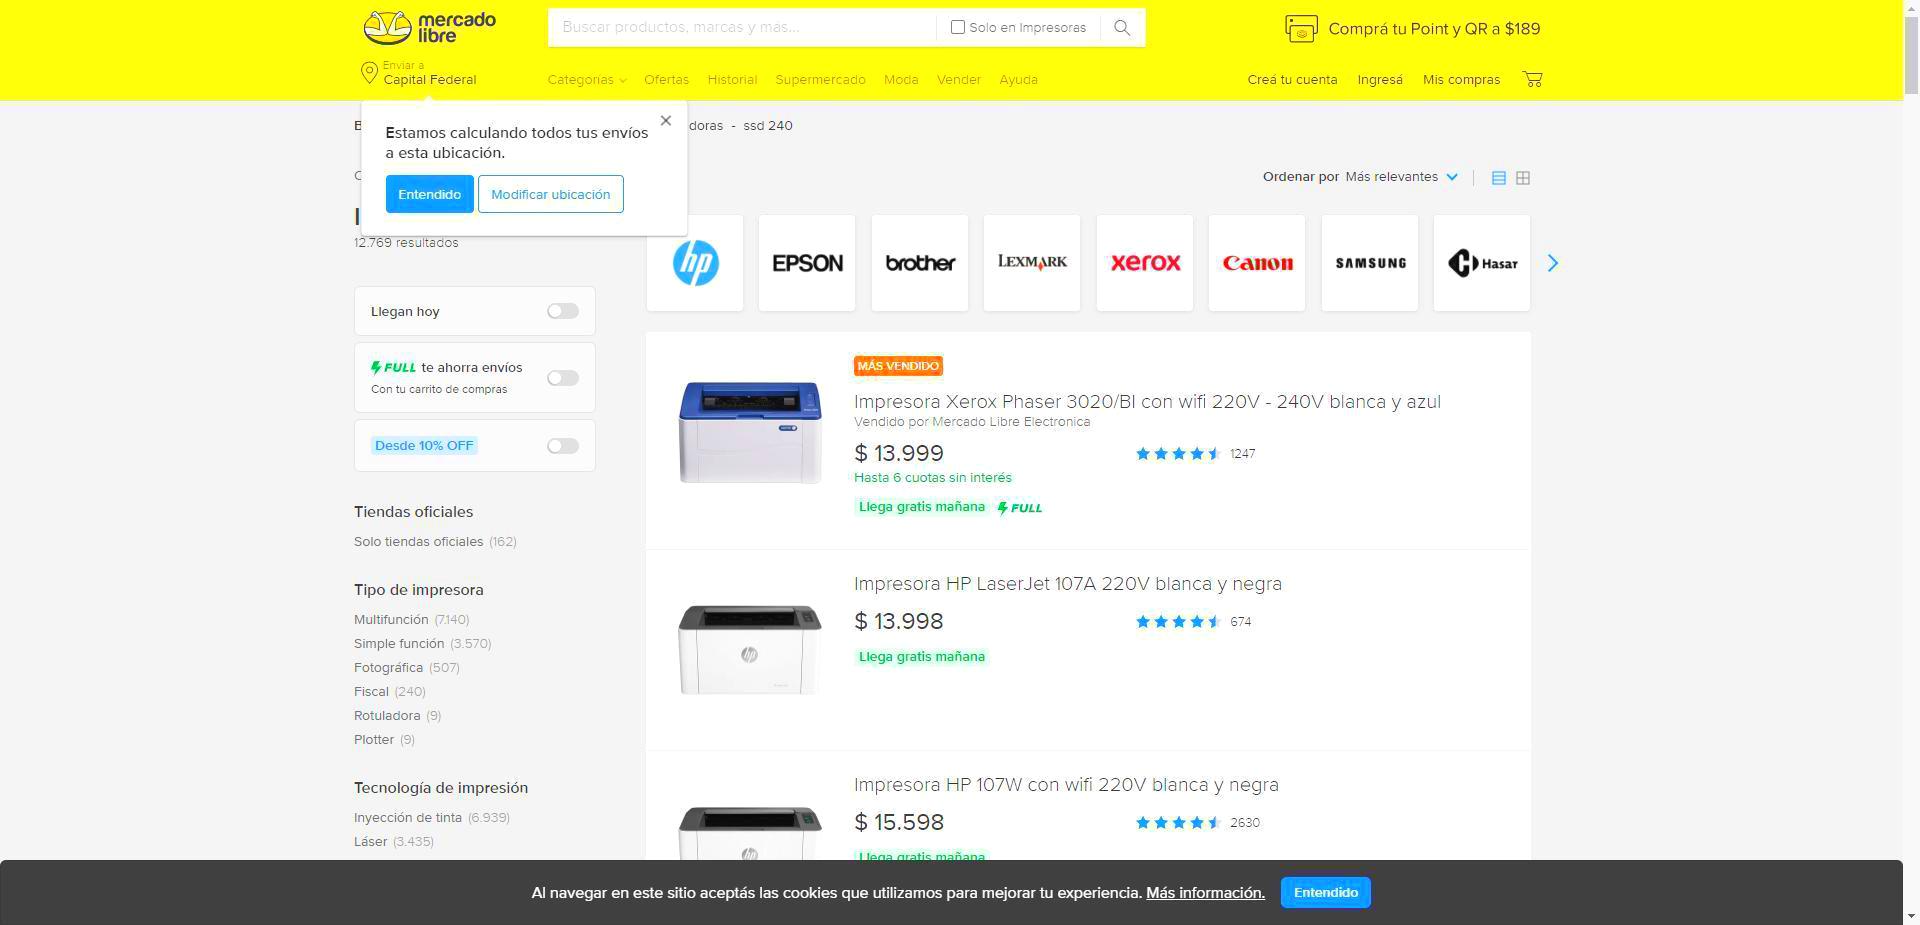 mercado
libre
Buscar productos, marcas y más...
Solo en Impresoras
Comprá tu Point y QR a $189
Enviar a
Capital Federal
Categorías
Ofertas
Historial
Supermercado
Moda
Vender
Ayuda
Creá tu cuenta
Ingresá
Mis compras
doras - ssd 240
Estamos calculando todos tus envíos
a esta ubicación.
Entendido
Modificar ubicación
Ordenar por Más relevantes
12.769 resultados
hp
EPSON
brother
LEXMARK
xerox
Canon
SAMSUNG
Hasar
Llegan hoy
FULL te ahorra envíos
Con tu carrito de compras
Desde 10% OFF
Tiendas oficiales
Solo tiendas oficiales (162)
Tipo de impresora
Multifunción (7.140)
Simple función (3.570)
Fotográfica (507)
Fiscal (240)
Rotuladora (9)
Plotter (9)
Tecnología de impresión
Inyección de tinta (6.939)
Láser (3.435)
MÁS VENDIDO
Impresora Xerox Phaser 3020/BI con wifi 220V - 240V blanca y azul
Vendido por Mercado Libre Electronica
$ 13.999
1247
Hasta 6 cuotas sin interés
Llega gratis mañana FULL
Impresora HP LaserJet 107A 220V blanca y negra
$ 13.998
674
Llega gratis mañana
Impresora HP 107W con wifi 220V blanca y negra
$ 15.598
2630
Llega gratis mañana
Al navegar en este sitio aceptás las cookies que utilizamos para mejorar tu experiencia. Más información.
Entendido